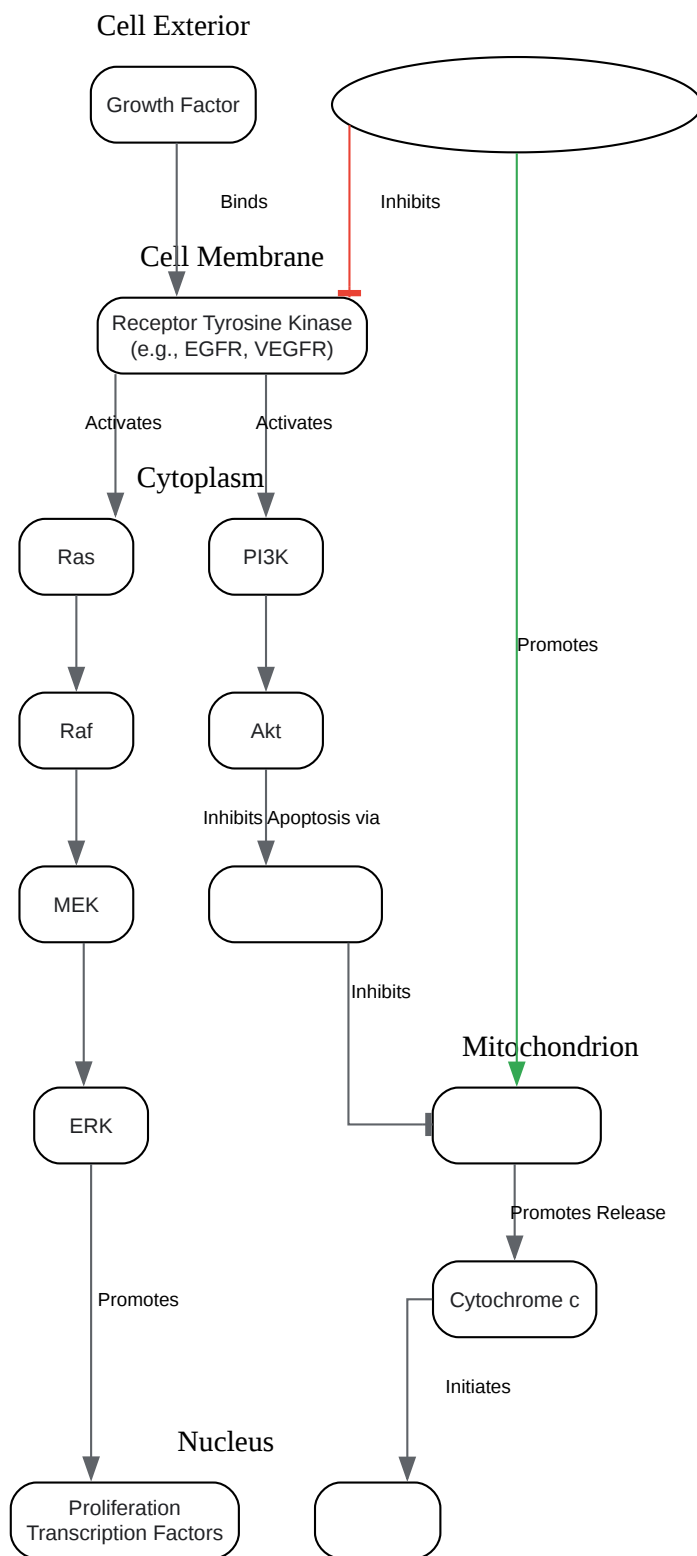 Cell Exterior
Growth Factor
Binds
Inhibits
Cell Membrane
Receptor Tyrosine Kinase
(e.g., EGFR, VEGFR)
Activates
Activates
Cytoplasm
Ras
PI3K
Promotes
Raf
Akt
Inhibits Apoptosis via
MEK
Inhibits
Mitochondrion
ERK
Promotes Release
Promotes
Cytochrome c
Initiates
Nucleus
Proliferation
Transcription Factors